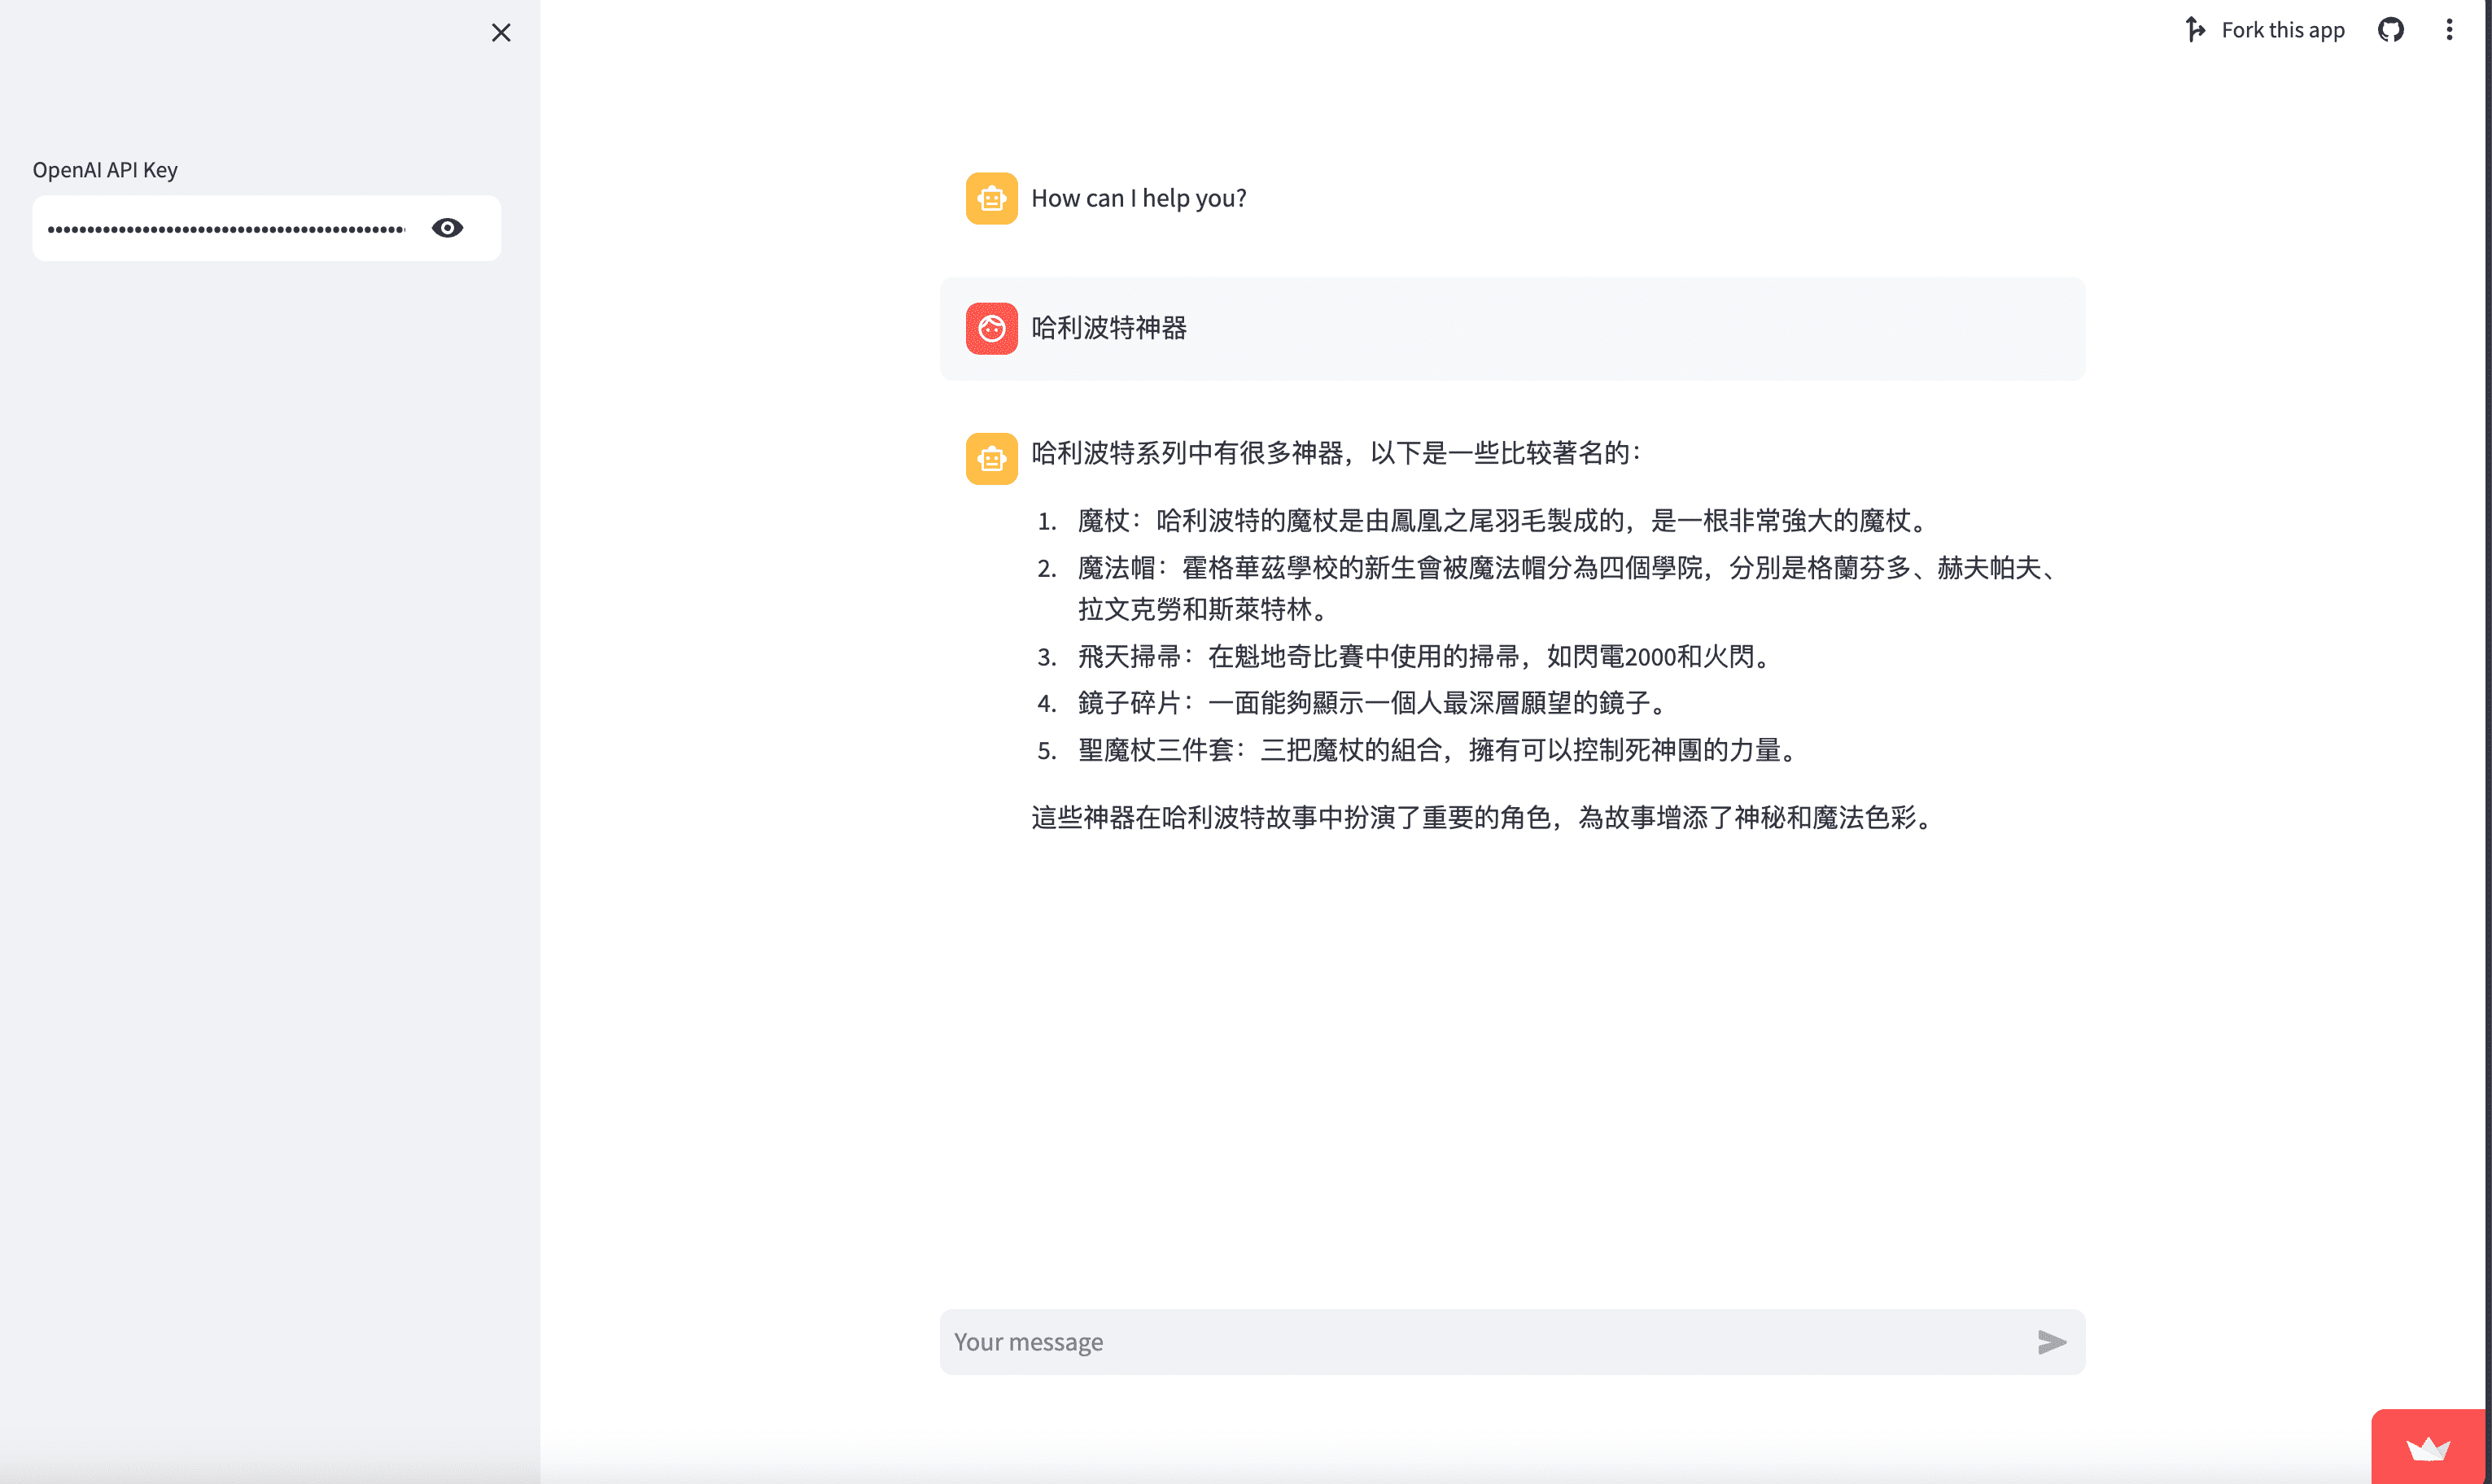 Fork this app
OpenAI API Key
How can I help you?
哈利波特神器
哈利波特系列中有很多神器，以下是一些比较著名的：
1. 魔杖：哈利波特的魔杖是由鳳凰之尾羽毛製成的，是一根非常強大的魔杖。
2. 魔法帽：霍格華茲學校的新生會被魔法帽分為四個學院，分別是格蘭芬多、赫夫帕夫、
拉文克勞和斯萊特林。
3. 飛天掃帚：在魁地奇比賽中使用的掃帚，如閃電2000和火閃。
4. 鏡子碎片：一面能夠顯示一個人最深層願望的鏡子。
5. 聖魔杖三件套：三把魔杖的組合，擁有可以控制死神團的力量。
這些神器在哈利波特故事中扮演了重要的角色，為故事增添了神秘和魔法色彩。
Your message